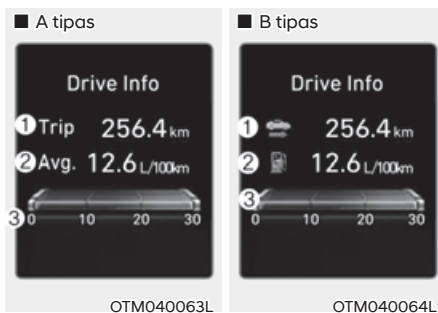 ■ A tipas
Drive Info
① Trip 256.4 km
② Avg. 12.6 L/100km
③
0 10 20 30
OTM040063L
■ B tipas
Drive Info
① 256.4 km
② 12.6 L/100km
③
0 10 20 30
OTM040064L